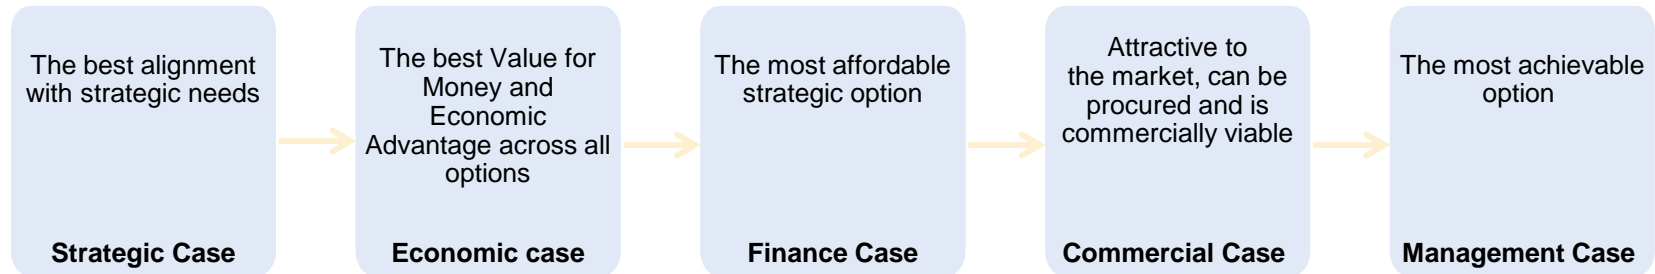 The best alignment
with strategic needs
Strategic Case
The best Value for
Money and
Economic
Advantage across all
options
Economic case
The most affordable
strategic option
Finance Case
Attractive to
the market, can be
procured and is
commercially viable
Commercial Case
The most achievable
option
Management Case